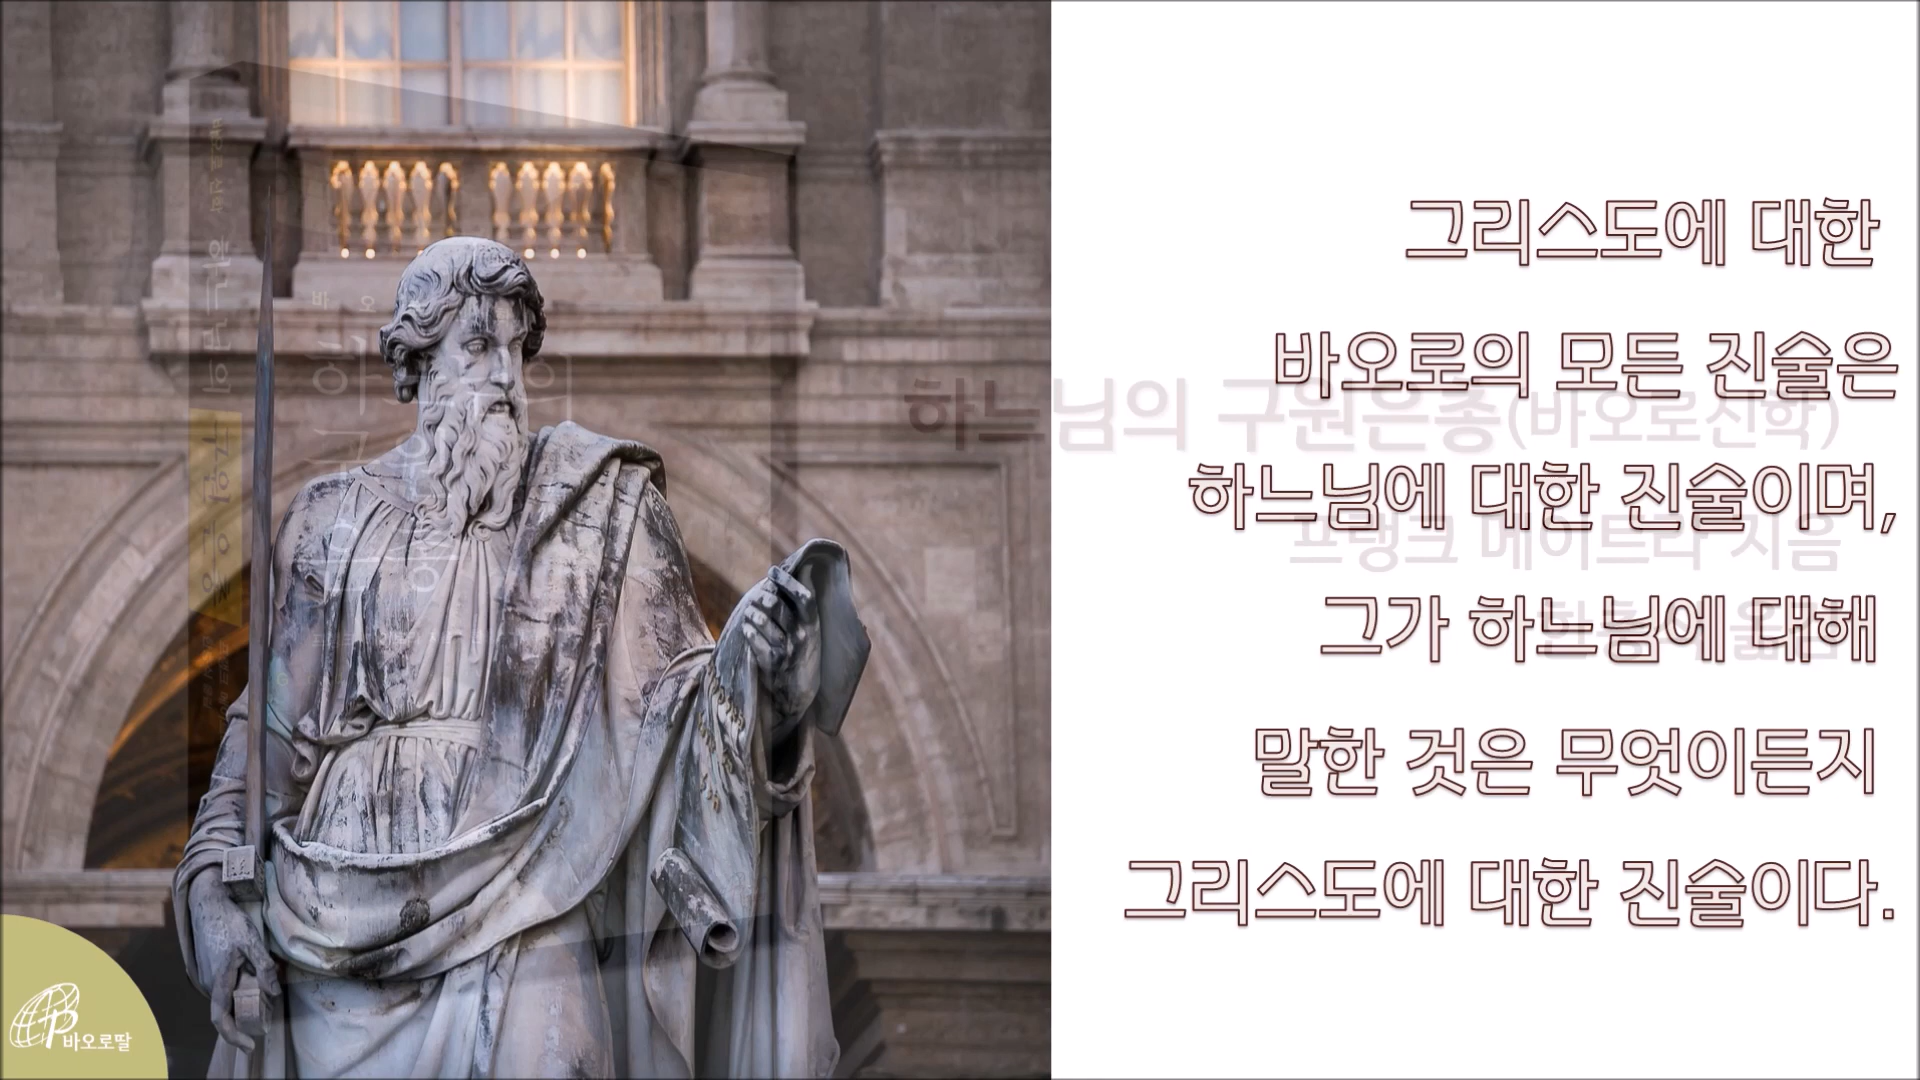 그리스도에 대한
바오로의 모든 진술은
하느님의 구원은총(바오로신학)
하느님에 대한 진술이며,
프랭크 메이트라 지음
그가 하느님에 대해
말한 것은 무엇이든지
그리스도에 대한 진술이다.
바오로딸